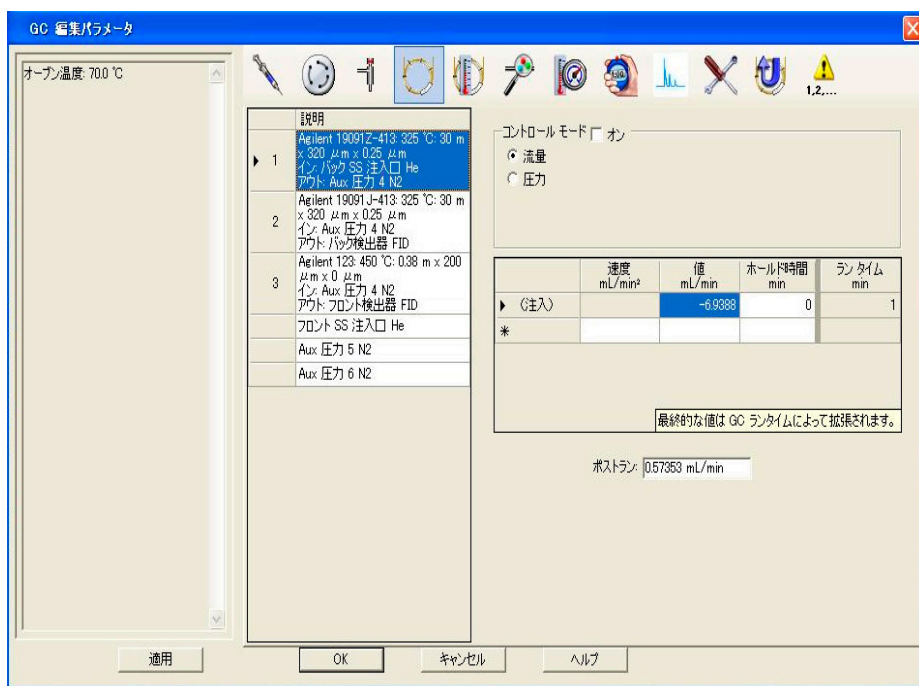 GC 編集パラメータ
オーブン温度: 70.0 ℃
1,2,....
説明
1
Agilent 19091Z-413: 325 ℃: 30 m
x 320 μm x 0.25 μm
イン: バック SS 注入口 He
アウト: Aux 圧力 4 N2
2
Agilent 19091J-413: 325 ℃: 30 m
x 320 μm x 0.25 μm
イン: Aux 圧力 4 N2
アウト: バック検出器 FID
3
Agilent 123: 450 ℃: 0.38 m x 200
μm x 0 μm
イン: Aux 圧力 4 N2
アウト: フロント検出器 FID
フロント SS 注入口 He
Aux 圧力 5 N2
Aux 圧力 6 N2
コントロール モード オン
流量
圧力
速度 値 ホールド時間 ラン タイム
mL/min² mL/min min min
(注入) -6.9388 0 1
*
最終的な値は GC ランタイムによって拡張されます。
ポストラン: 0.57353 mL/min
適用 OK キャンセル ヘルプ